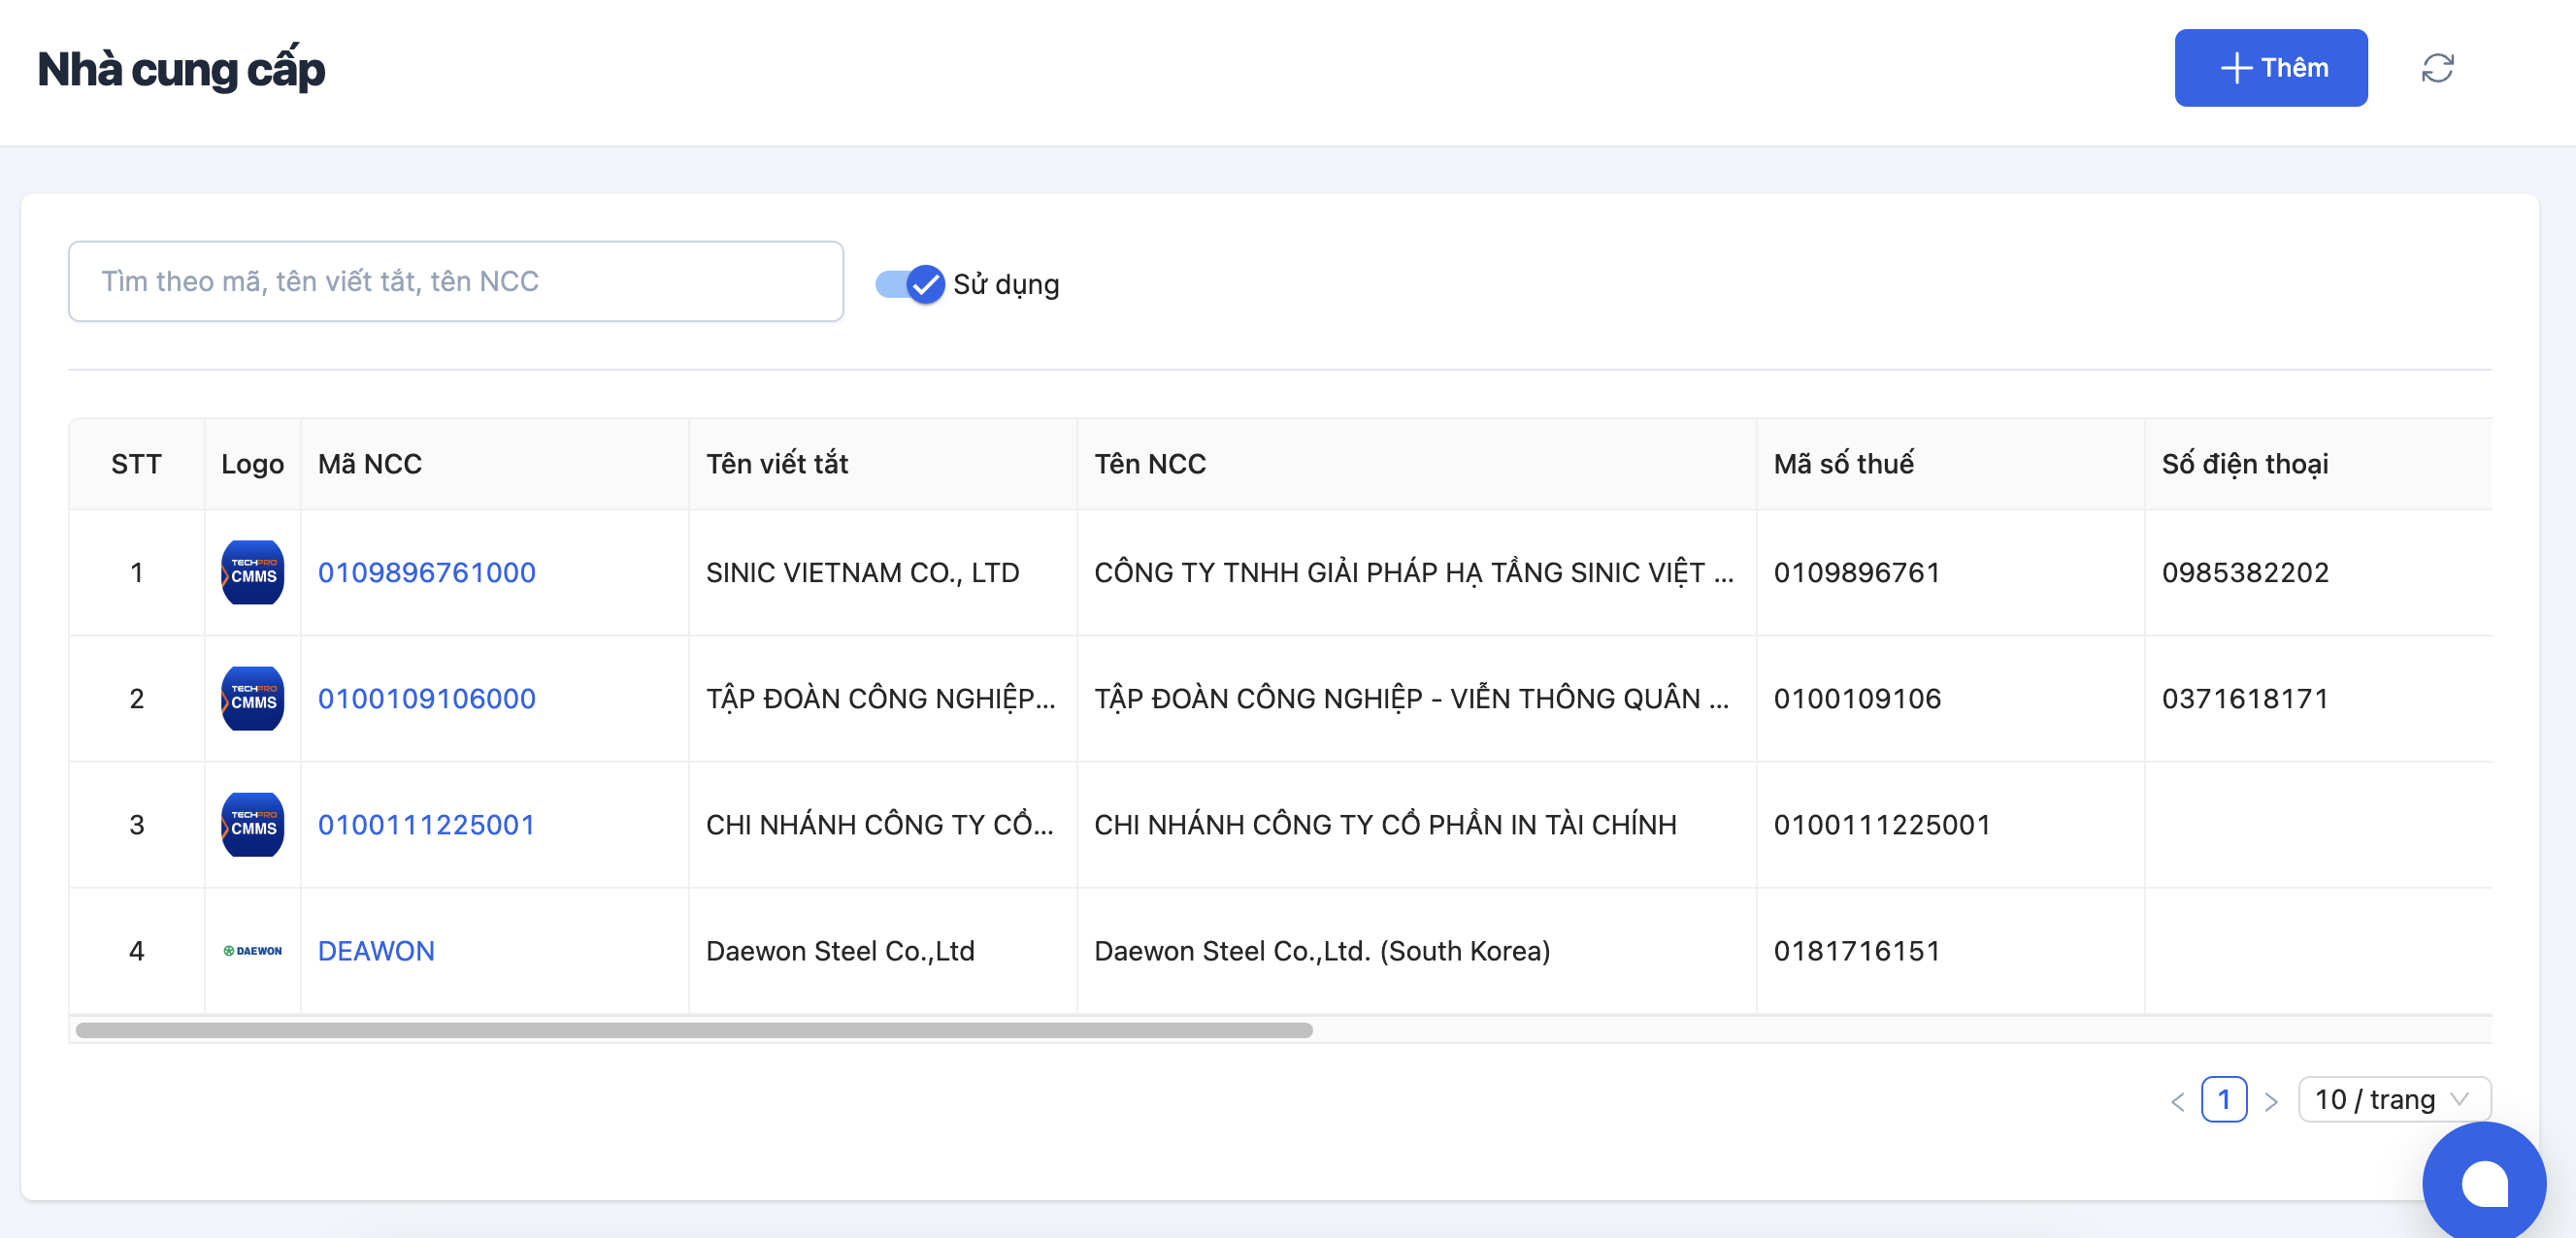 Nhà cung cấp
Thêm
Tìm theo mã, tên viết tắt, tên NCC
Sử dụng
STT Logo Mã NCC Tên viết tắt Tên NCC Mã số thuế Số điện thoại
1 TECHPRO CMMS 0109896761000 SINIC VIETNAM CO., LTD CÔNG TY TNHH GIẢI PHÁP HẠ TẦNG SINIC VIỆT ... 0109896761 0985382202
2 TECHPRO CMMS 0100109106000 TẬP ĐOÀN CÔNG NGHIỆP... TẬP ĐOÀN CÔNG NGHIỆP - VIỄN THÔNG QUÂN ... 0100109106 0371618171
3 TECHPRO CMMS 0100111225001 CHI NHÁNH CÔNG TY CỔ... CHI NHÁNH CÔNG TY CỔ PHẦN IN TÀI CHÍNH 0100111225001
4 DAEWON DEAWON Daewon Steel Co.,Ltd Daewon Steel Co.,Ltd. (South Korea) 0181716151
1 10 / trang